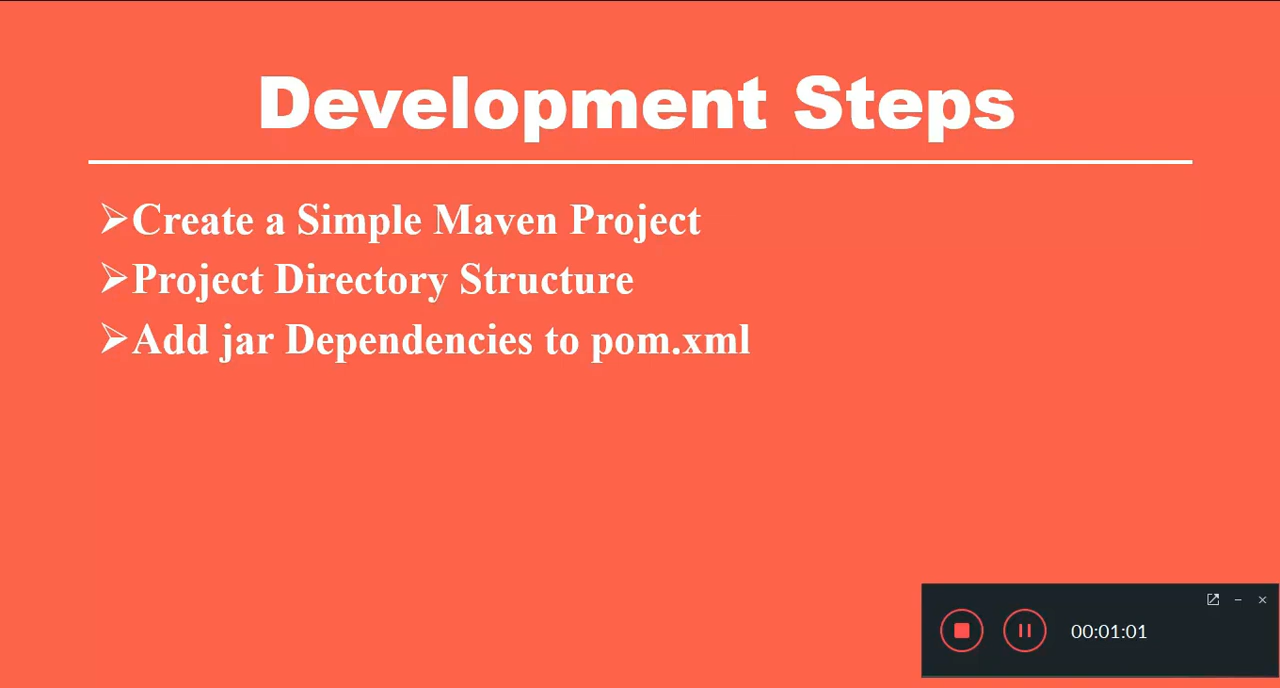 Development Steps
Create a Simple Maven Project
Project Directory Structure
Add jar Dependencies to pom.xml
00:01:01